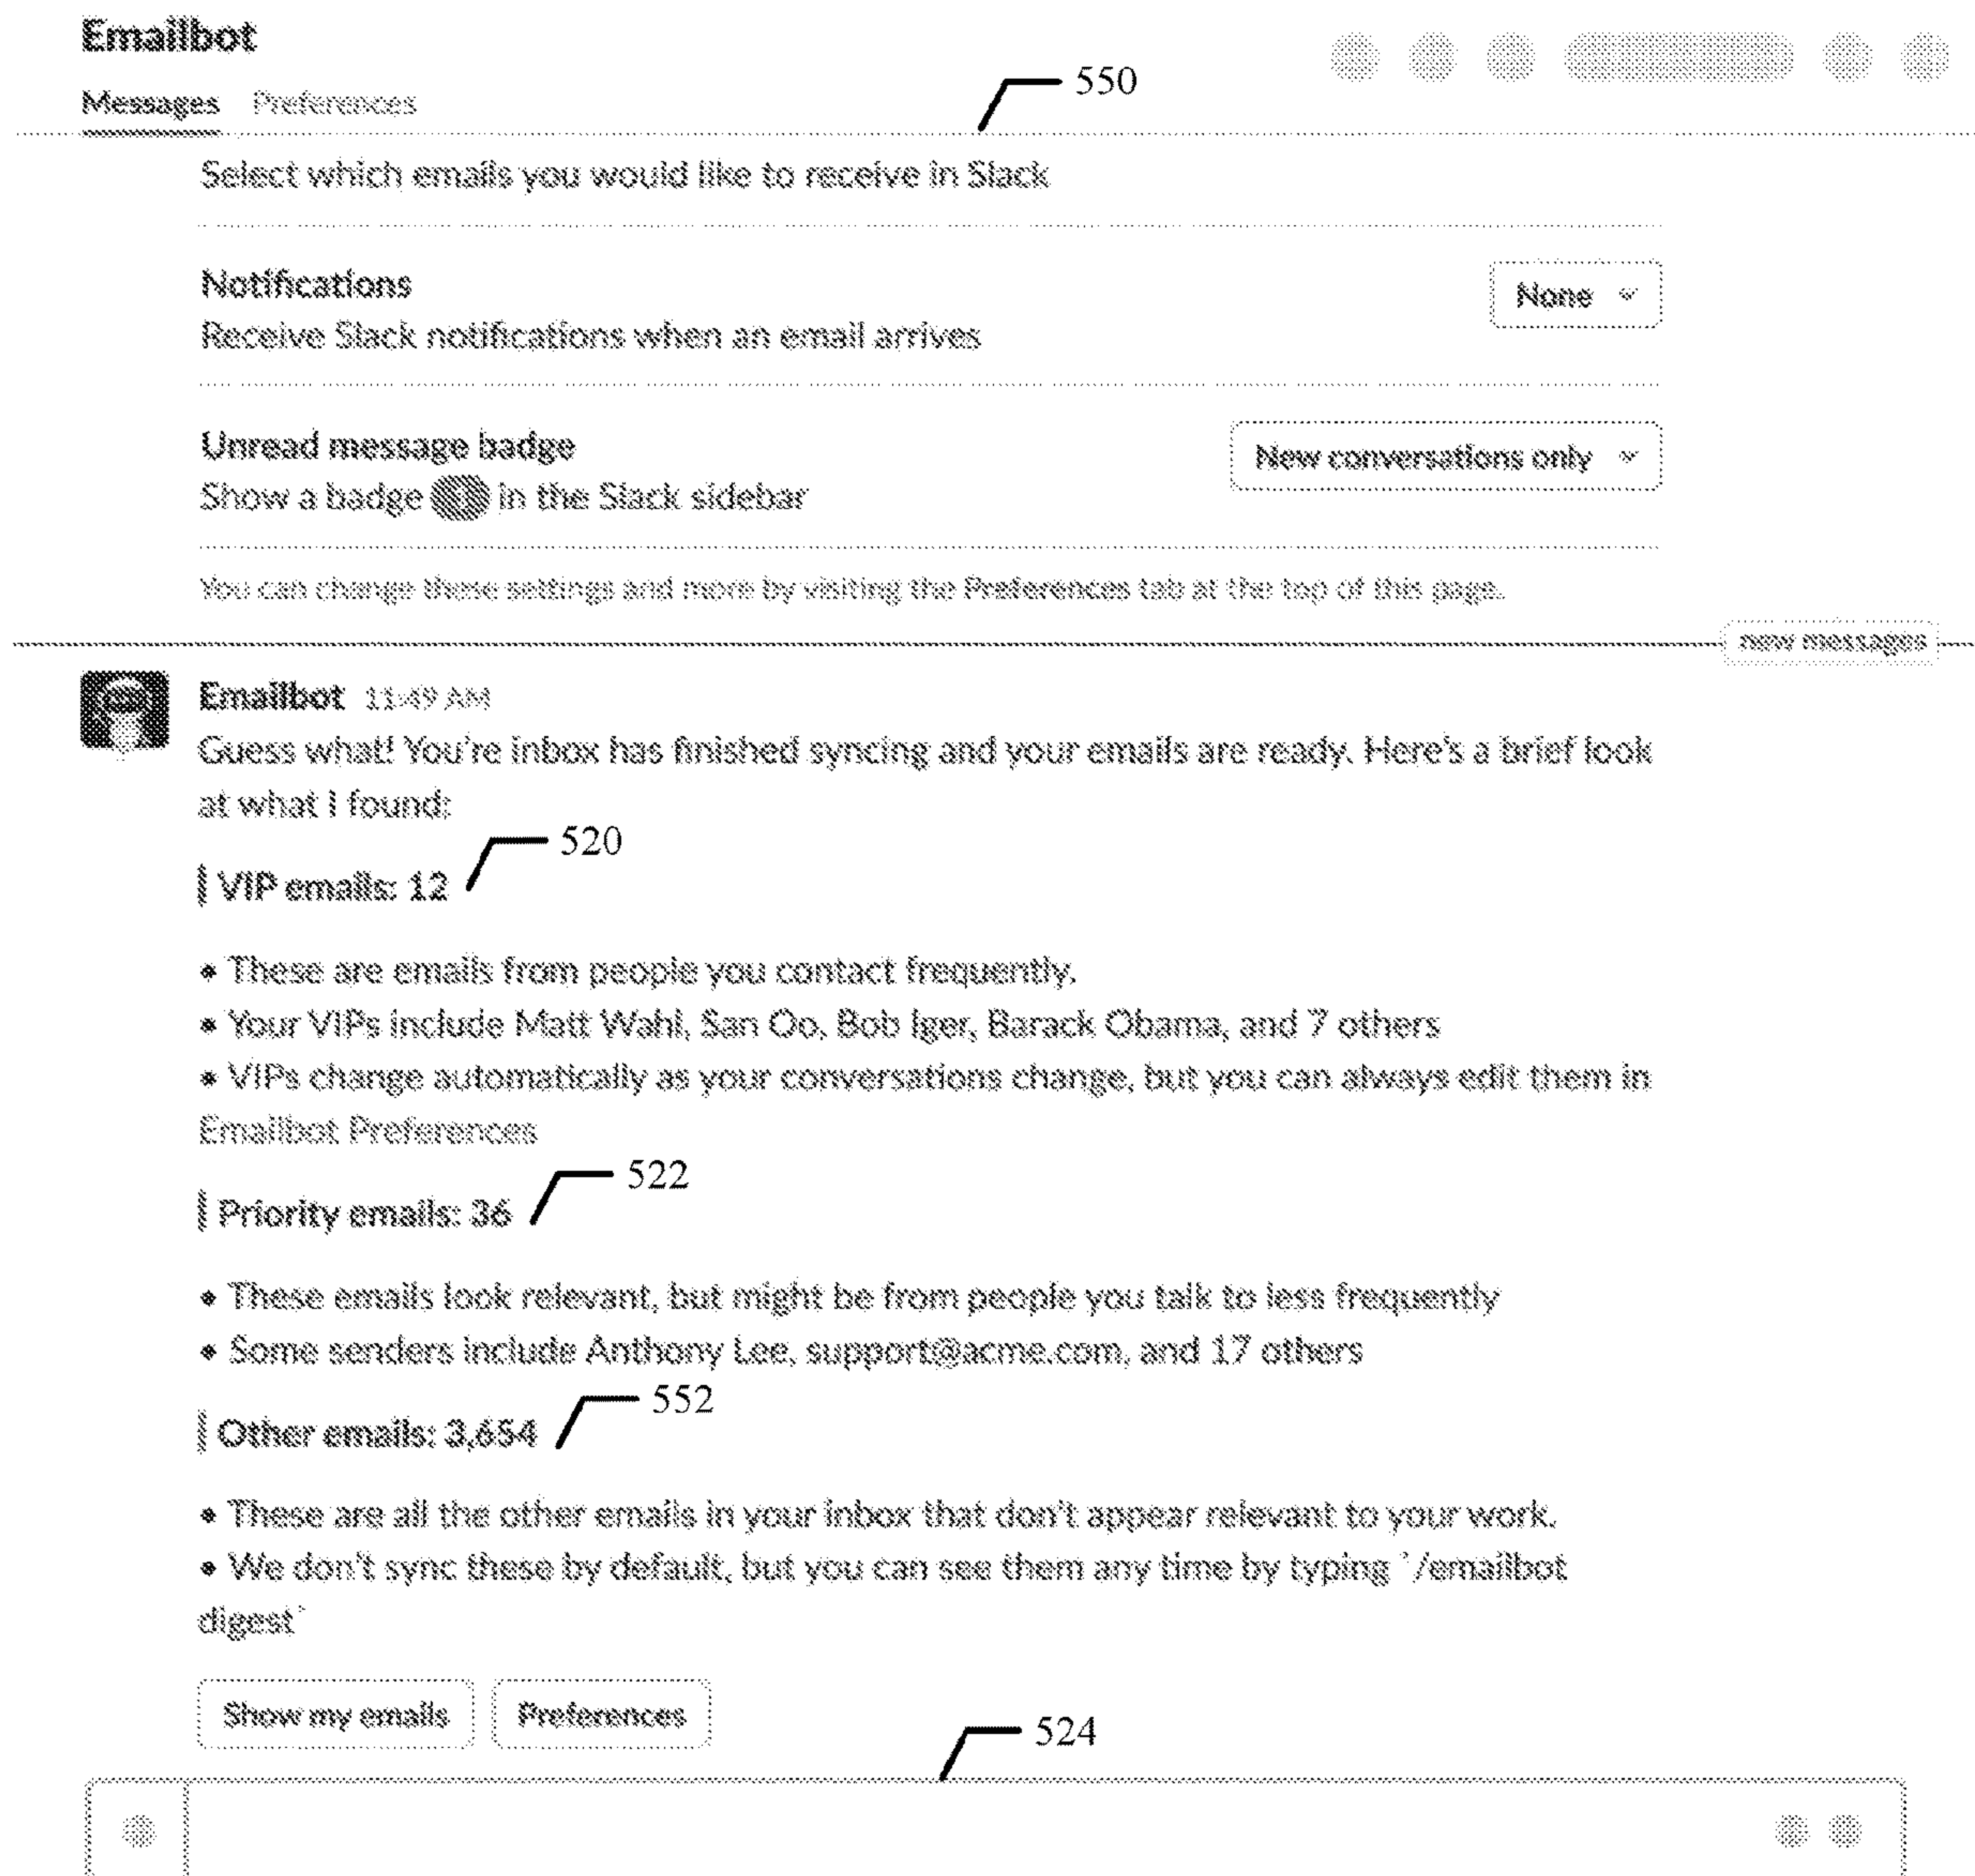 Emailbot
Messages Preferences
550
Select which emails you would like to receive in Slack
Notifications
None
Receive Slack notifications when an email arrives
Unread message badge
New conversations only
Show a badge in the Slack sidebar
You can change these settings and more by visiting the Preferences tab at the top of this page.
new messages
Emailbot 11:49 AM
Guess what! You're inbox has finished syncing and your emails are ready. Here's a brief look
at what I found:
520
VIP emails: 12
• These are emails from people you contact frequently.
• Your VIPs include Matt Wahl, San Oo, Bob Iger, Barack Obama, and 7 others
• VIPs change automatically as your conversations change, but you can always edit them in
Emailbot Preferences
522
Priority emails: 36
• These emails look relevant, but might be from people you talk to less frequently
• Some senders include Anthony Lee, support@acme.com, and 17 others
552
Other emails: 3,654
• These are all the other emails in your inbox that don't appear relevant to your work.
• We don't sync these by default, but you can see them any time by typing `/emailbot
digest`
Show my emails Preferences
524